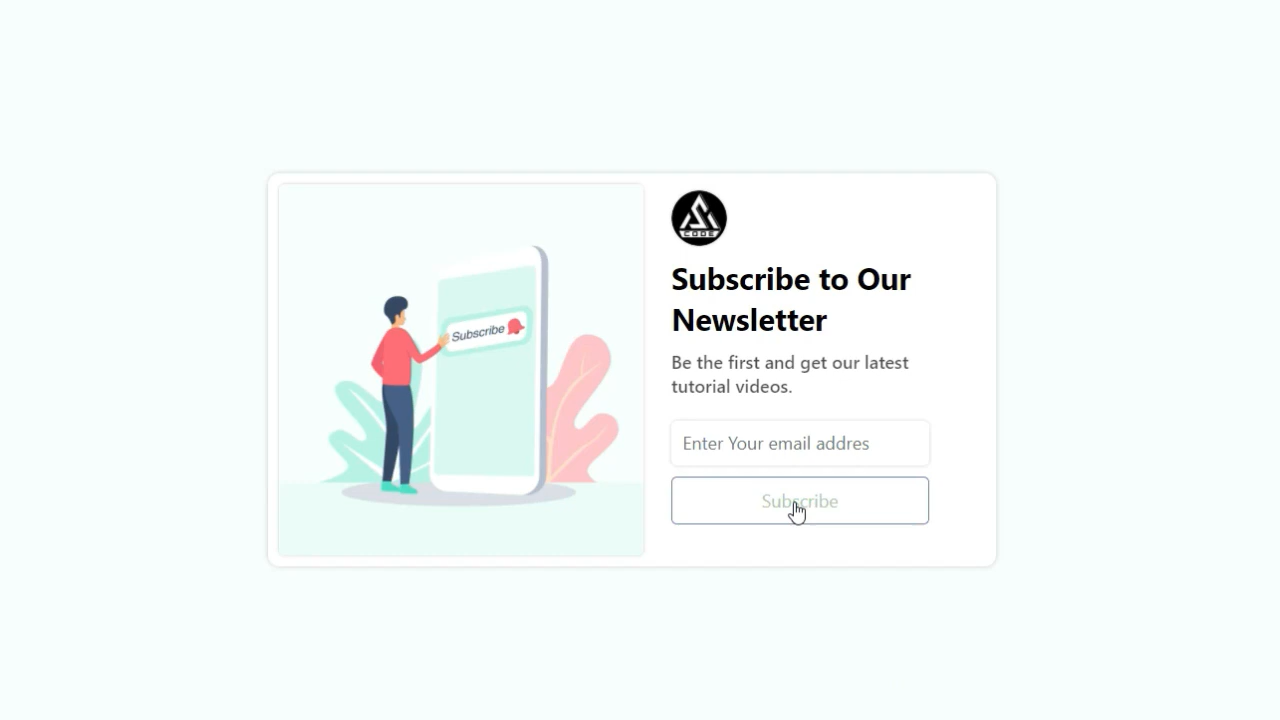 CODE
Subscribe to Our
Newsletter
Be the first and get our latest
tutorial videos.
Subscribe
Enter Your email addres
Subscribe